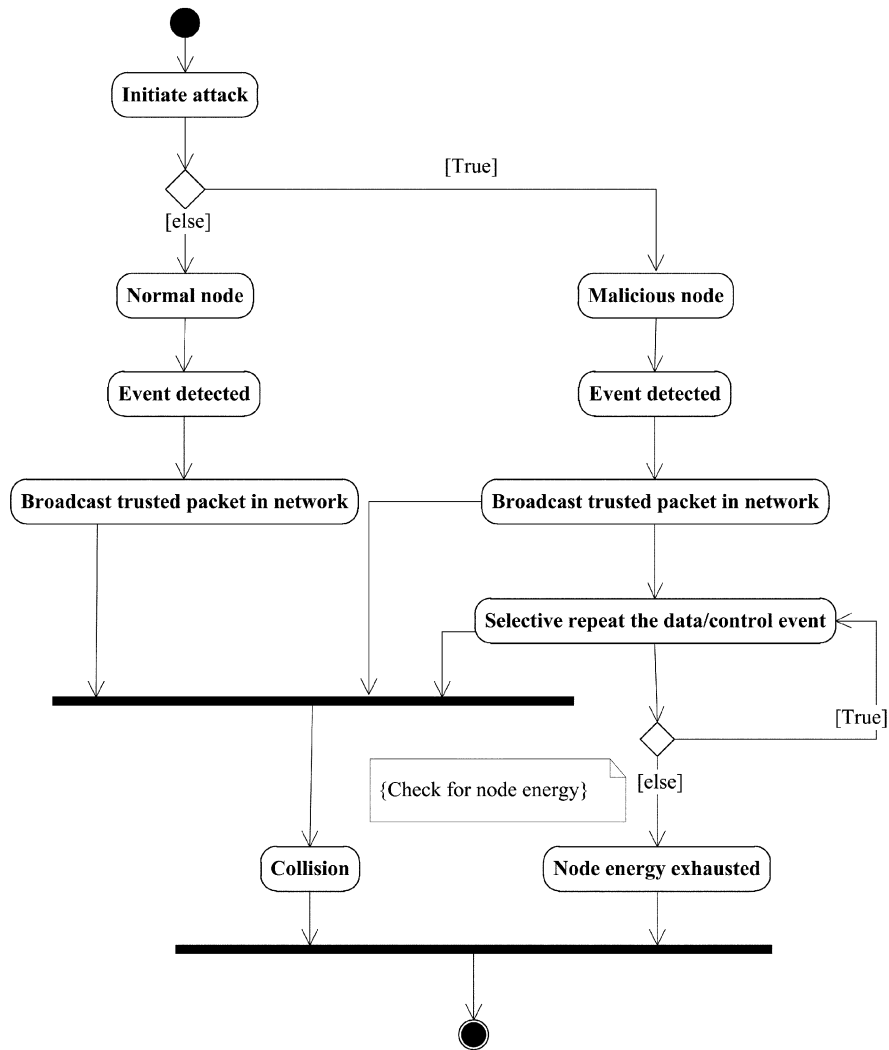 Initiate attack
[True]
[else]
Normal node
Malicious node
Event detected
Event detected
Broadcast trusted packet in network
Broadcast trusted packet in network
Selective repeat the data/control event
[True]
{Check for node energy}
[else]
Collision
Node energy exhausted